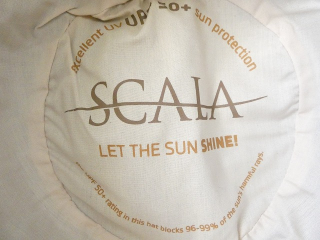 xcellent UPF 50+ sun protection
SCALA
LET THE SUN SHINE!
50+ rating in this hat blocks 96-99% of the sun's harmful rays.